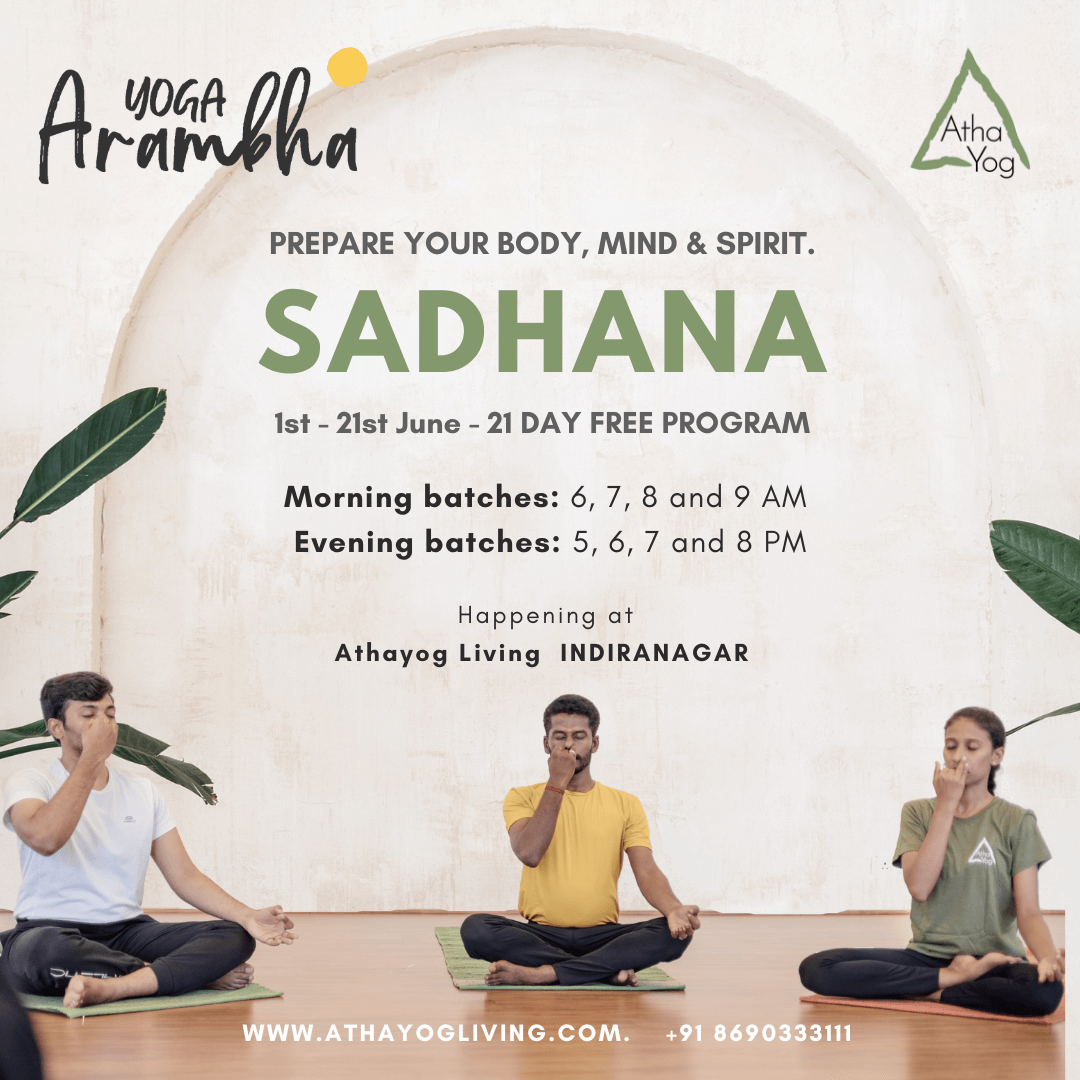 YOGA
Arambha
Atha
Yog
PREPARE YOUR BODY, MIND & SPIRIT.
SADHANA
1st - 21st June - 21 DAY FREE PROGRAM
Morning batches: 6, 7, 8 and 9 AM
Evening batches: 5, 6, 7 and 8 PM
Happening at
Athayog Living INDIRANAGAR
Atha
Yog
WWW.ATHAYOGLIVING.COM. +91 8690333111